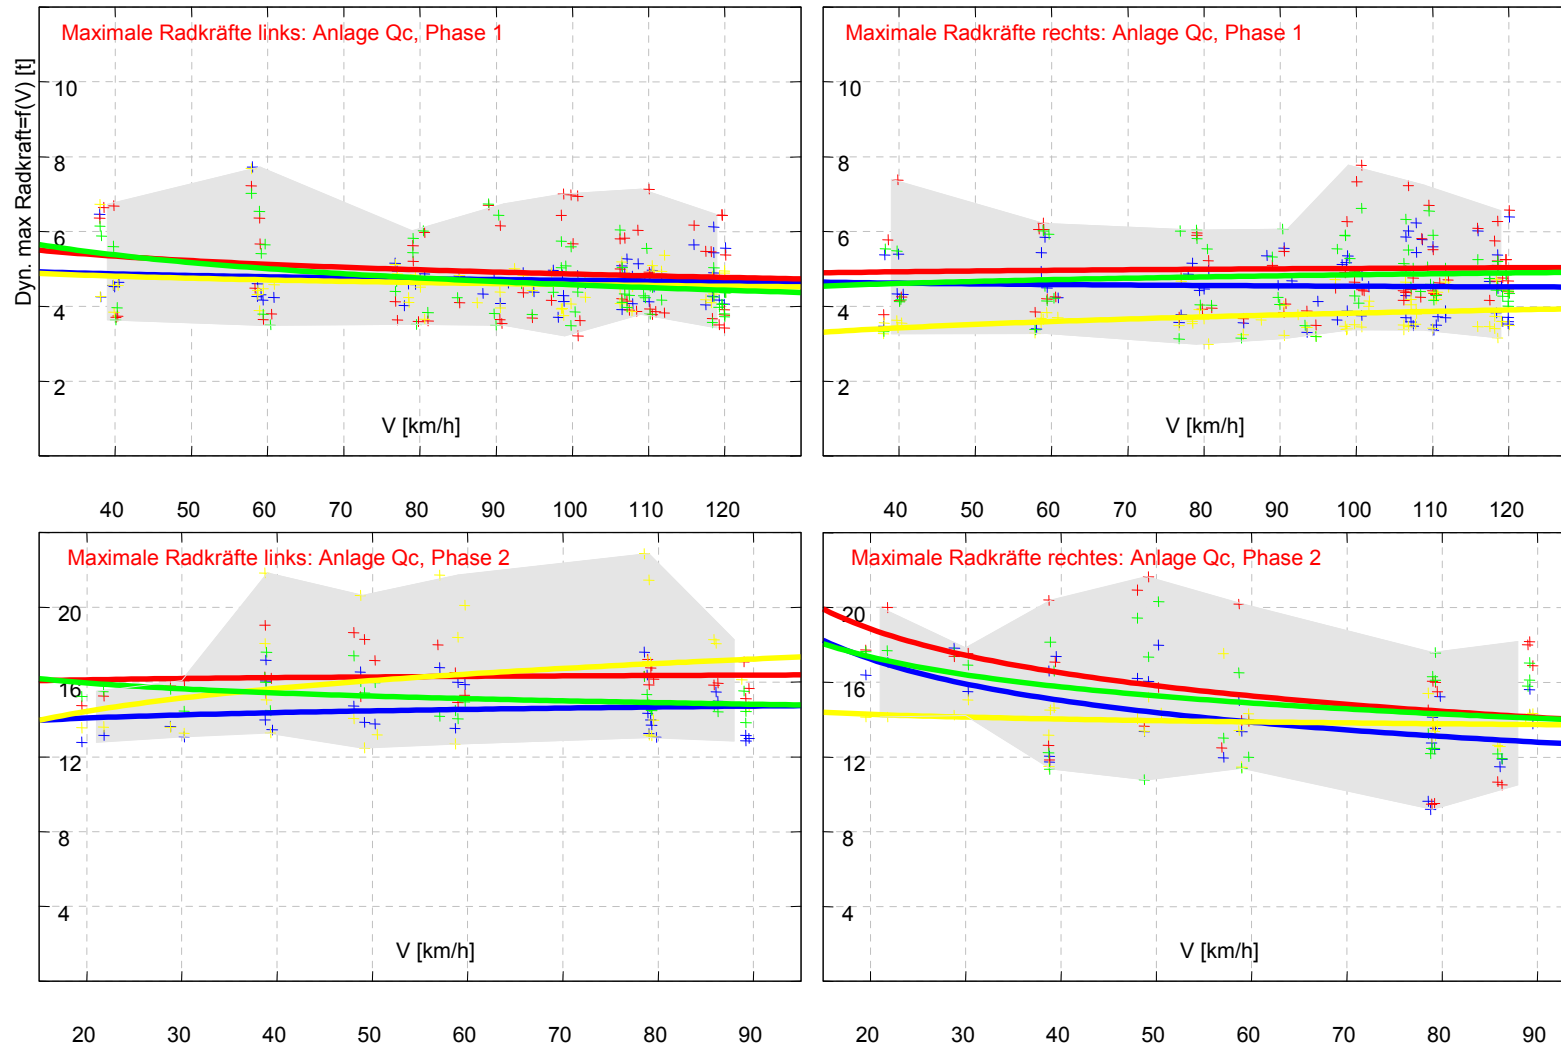 Maximale Radkräfte links: Anlage Qc, Phase 1
Dyn. max Radkraft=f(V) [t]
10
8
6
4
2
V [km/h]
40 50 60 70 80 90 100 110 120
Maximale Radkräfte rechts: Anlage Qc, Phase 1
10
8
6
4
2
V [km/h]
40 50 60 70 80 90 100 110 120
Maximale Radkräfte links: Anlage Qc, Phase 2
20
16
12
8
4
V [km/h]
20 30 40 50 60 70 80 90
Maximale Radkräfte rechtes: Anlage Qc, Phase 2
20
16
12
8
4
V [km/h]
20 30 40 50 60 70 80 90